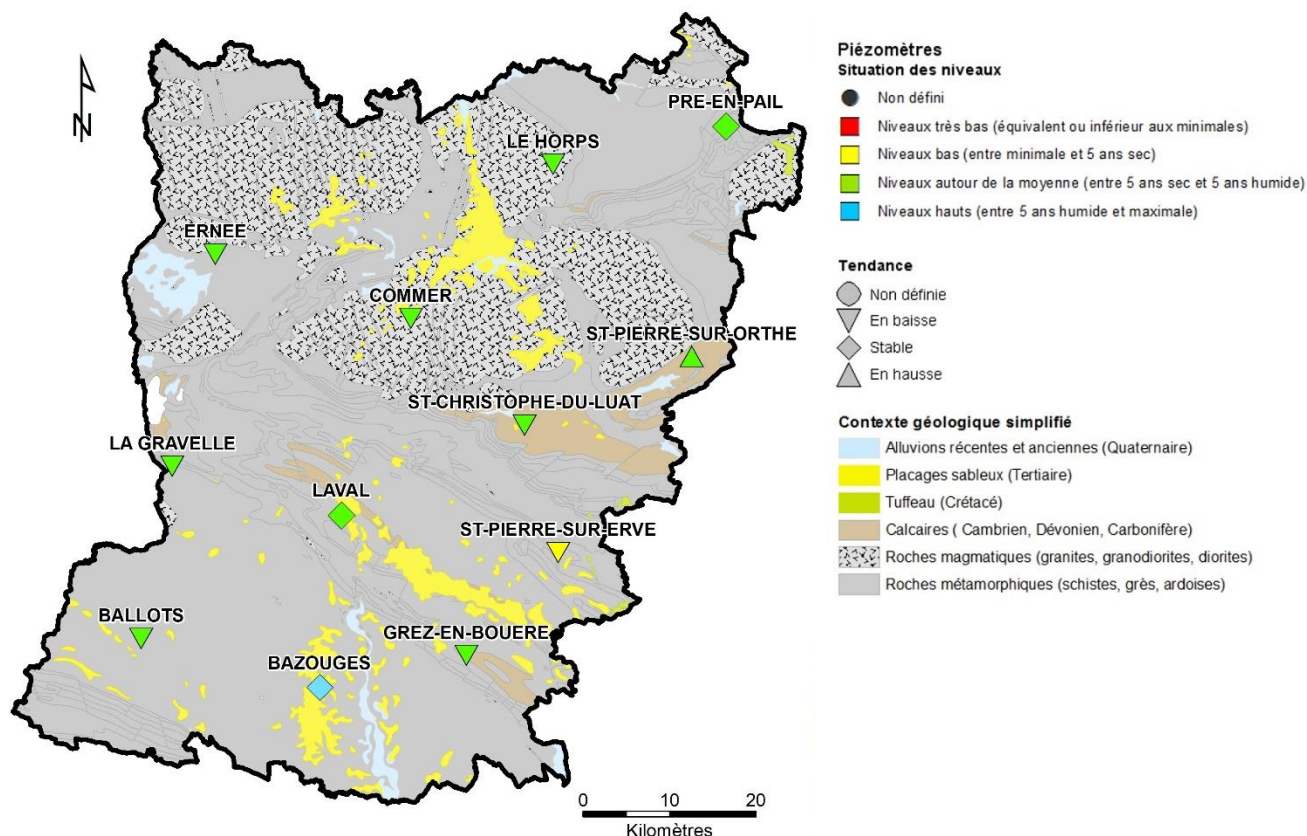 N
PRE-EN-PAIL
LE HORPS
ERNEE
COMMER
ST-PIERRE-SUR-ORTHE
ST-CHRISTOPHE-DU-LUAT
LA GRAVELLE
LAVAL
ST-PIERRE-SUR-ERVE
BALLOTS
GREZ-EN-BOUERE
BAZOUGES
0 10 20
Kilomètres
Piézomètres
Situation des niveaux
Non défini
Niveaux très bas (équivalent ou inférieur aux minimales)
Niveaux bas (entre minimale et 5 ans sec)
Niveaux autour de la moyenne (entre 5 ans sec et 5 ans humide)
Niveaux hauts (entre 5 ans humide et maximale)
Tendance
Non définie
En baisse
Stable
En hausse
Contexte géologique simplifié
Alluvions récentes et anciennes (Quaternaire)
Placages sableux (Tertiaire)
Tuffeau (Crétacé)
Calcaires ( Cambrien, Dévonien, Carbonifère)
Roches magmatiques (granites, granodiorites, diorites)
Roches métamorphiques (schistes, grès, ardoises)